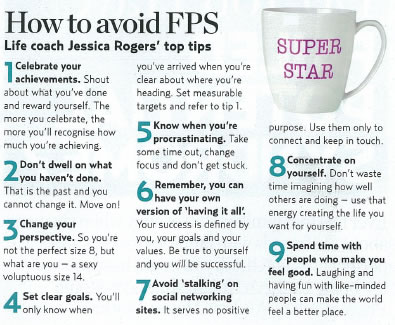 How to avoid FPS
Life coach Jessica Rogers' top tips
1 Celebrate your
achievements. Shout
about what you've done
and reward yourself. The
more you celebrate, the
more you'll recognise how
much you're achieving.
2 Don't dwell on what
you haven't done.
That is the past and you
cannot change it. Move on!
3 Change your
perspective. So you're
not the perfect size 8, but
what are you – a sexy
voluptuous size 14.
4 Set clear goals. You'll
only know when
you've arrived when you're
clear about where you're
heading. Set measurable
targets and refer to tip 1.
5 Know when you're
procrastinating. Take
some time out, change
focus and don't get stuck.
6 Remember, you can
have your own
version of 'having it all'.
Your success is defined by
you, your goals and your
values. Be true to yourself
and you will be successful.
7 Avoid 'stalking' on
social networking
sites. It serves no positive
SUPER
STAR
purpose. Use them only to
connect and keep in touch.
8 Concentrate on
yourself. Don't waste
time imagining how well
others are doing – use that
energy creating the life you
want for yourself.
9 Spend time with
people who make you
feel good. Laughing and
having fun with like-minded
people can make the world
feel a better place.